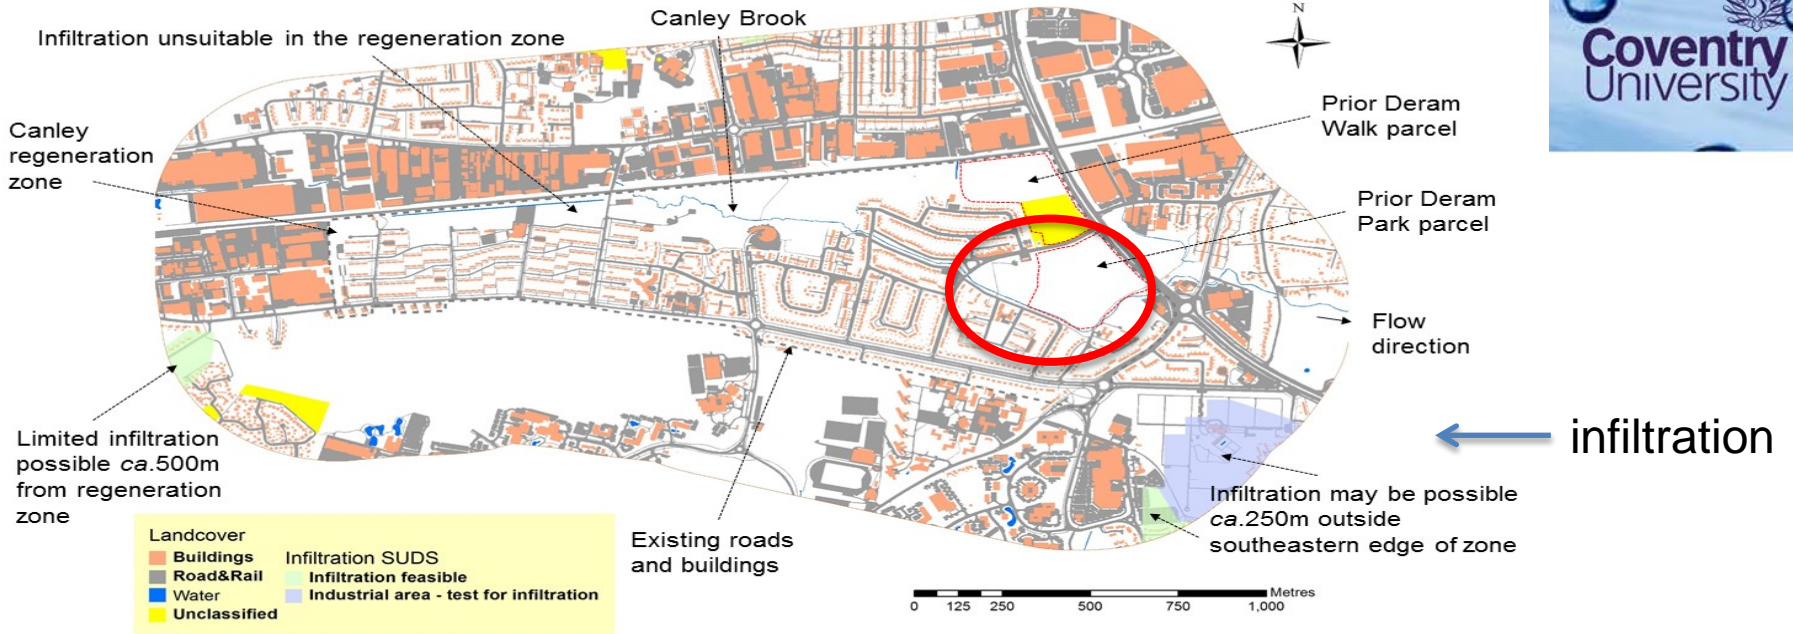 Canley Brook
Infiltration unsuitable in the regeneration zone
N
Coventry
University
Prior Deram
Walk parcel
Canley
regeneration
zone
Prior Deram
Park parcel
Flow
direction
Limited infiltration
possible ca.500m
from regeneration
zone
infiltration
Infiltration may be possible
ca.250m outside
southeastern edge of zone
Existing roads
and buildings
Landcover
Buildings
Road&Rail
Water
Unclassified
Infiltration SUDS
Infiltration feasible
Industrial area - test for infiltration
Metres
0 125 250 500 750 1,000